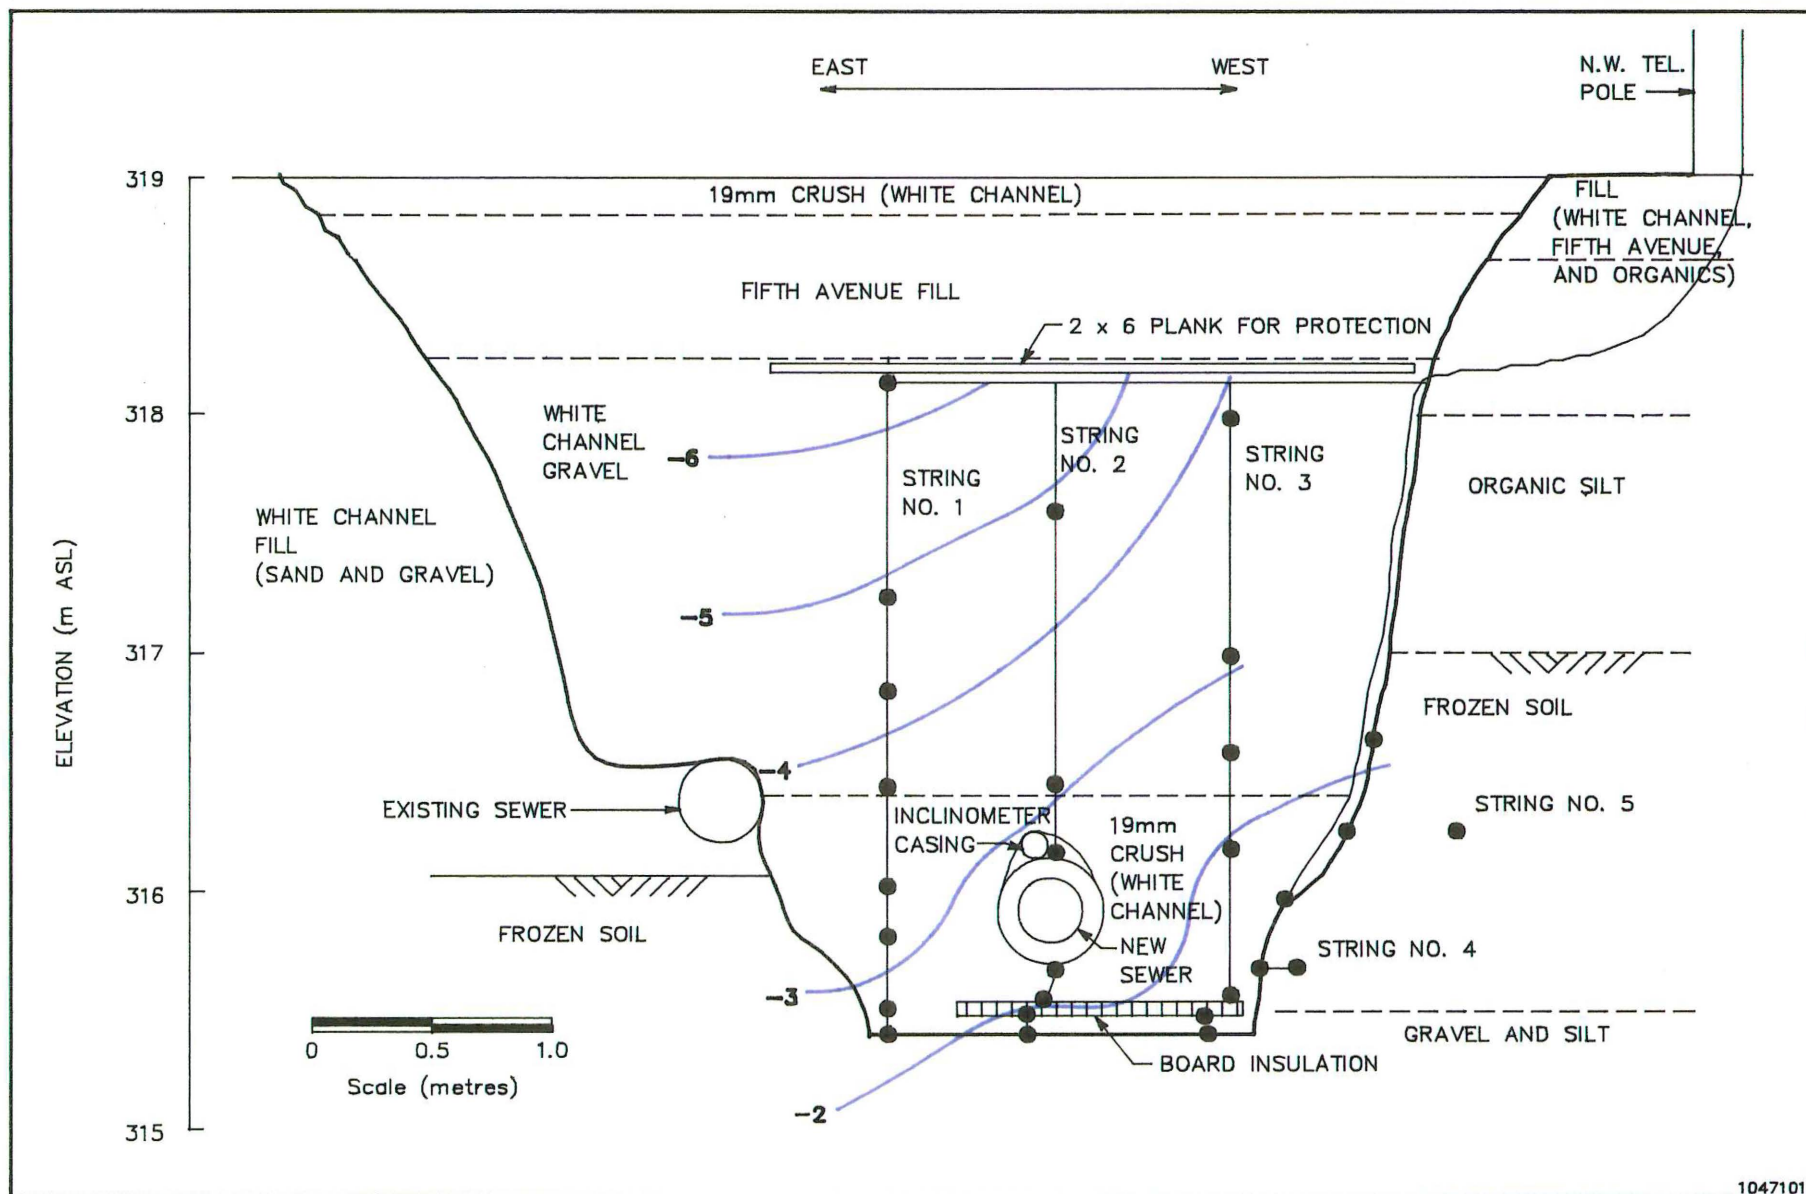 EAST
WEST
N.W. TEL.
POLE
319
19mm CRUSH (WHITE CHANNEL)
FILL
(WHITE CHANNEL,
FIFTH AVENUE,
AND ORGANICS)
FIFTH AVENUE FILL
2 x 6 PLANK FOR PROTECTION
318
WHITE
CHANNEL
GRAVEL
-6
STRING
NO. 1
STRING
NO. 2
STRING
NO. 3
ORGANIC SILT
WHITE CHANNEL
FILL
(SAND AND GRAVEL)
ELEVATION (m ASL)
-5
317
FROZEN SOIL
-4
EXISTING SEWER
INCLINOMETER
CASING
19mm
CRUSH
(WHITE
CHANNEL)
STRING NO. 5
316
FROZEN SOIL
NEW
SEWER
STRING NO. 4
-3
GRAVEL AND SILT
BOARD INSULATION
0
0.5
1.0
Scale (metres)
-2
315
1047101